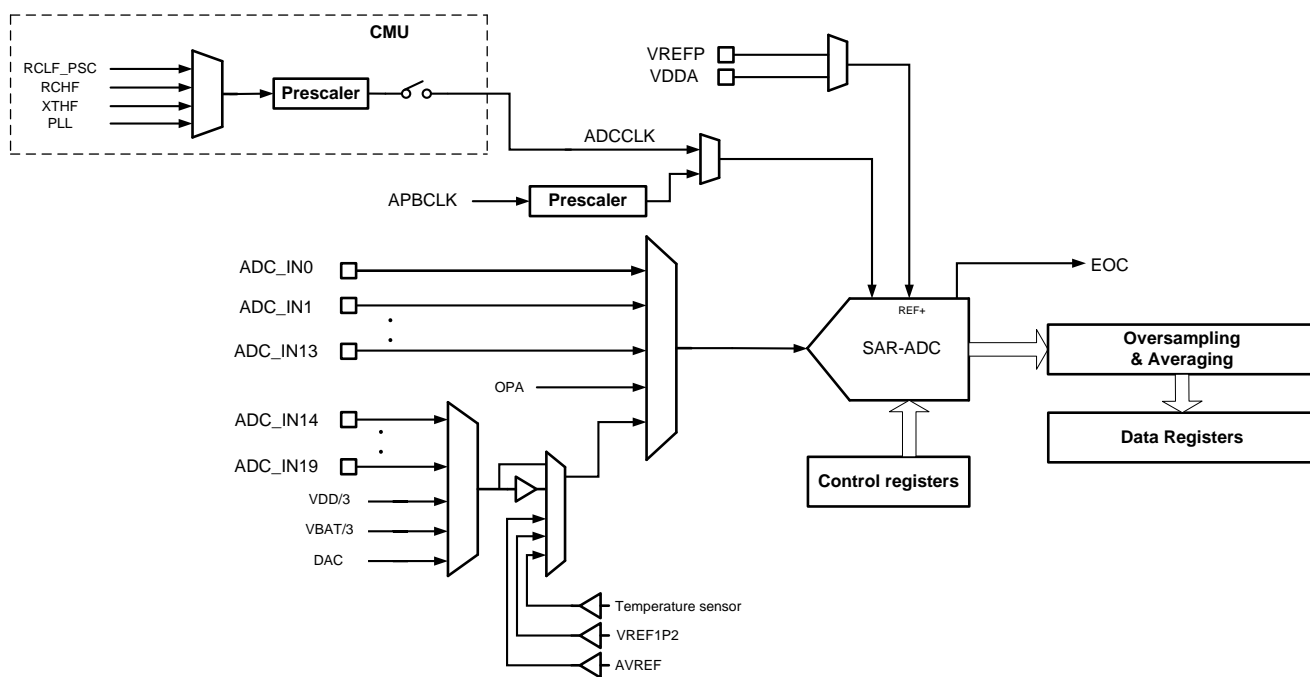 CMU
RCLF_PSC
RCHF
XTHF
PLL
Prescaler
VREFP
VDDA
ADCCLK
APBCLK
Prescaler
ADC_IN0
ADC_IN1
ADC_IN13
OPA
ADC_IN14
ADC_IN19
VDD/3
VBAT/3
DAC
Temperature sensor
VREF1P2
AVREF
REF+
SAR-ADC
EOC
Oversampling
& Averaging
Data Registers
Control registers